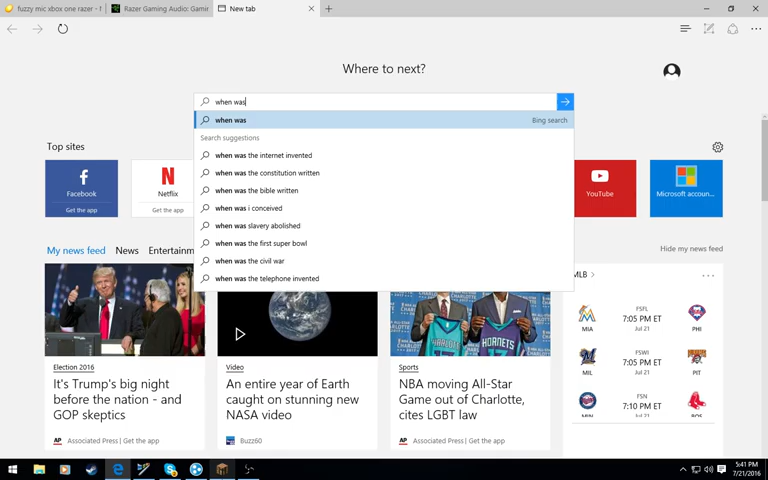 fuzzy mic xbox one razer - 
Razer Gaming Audio: Gamin
New tab
Where to next?
when was
when was
Bing search
Search suggestions
when was the internet invented
when was the constitution written
when was the bible written
when was i conceived
when was slavery abolished
when was the first super bowl
when was the civil war
when was the telephone invented
Top sites
Facebook
Get the app
Netflix
Get the app
YouTube
Microsoft accoun...
My news feed
News
Entertainm
Hide my news feed
Election 2016
It's Trump's big night
before the nation - and
GOP skeptics
AP Associated Press | Get the app
Video
An entire year of Earth
caught on stunning new
NASA video
Buzz60
CHARLOTTE
HORNETS
Sports
NBA moving All-Star
Game out of Charlotte,
cites LGBT law
AP Associated Press | Get the app
MLB
FSFL
MIA 7:05 PM ET PHI
Jul 21
FSWI
MIL 7:05 PM ET PIT
Jul 21
FSN
MIN 7:10 PM ET BOS
Jul 21
5:41 PM
7/21/2016